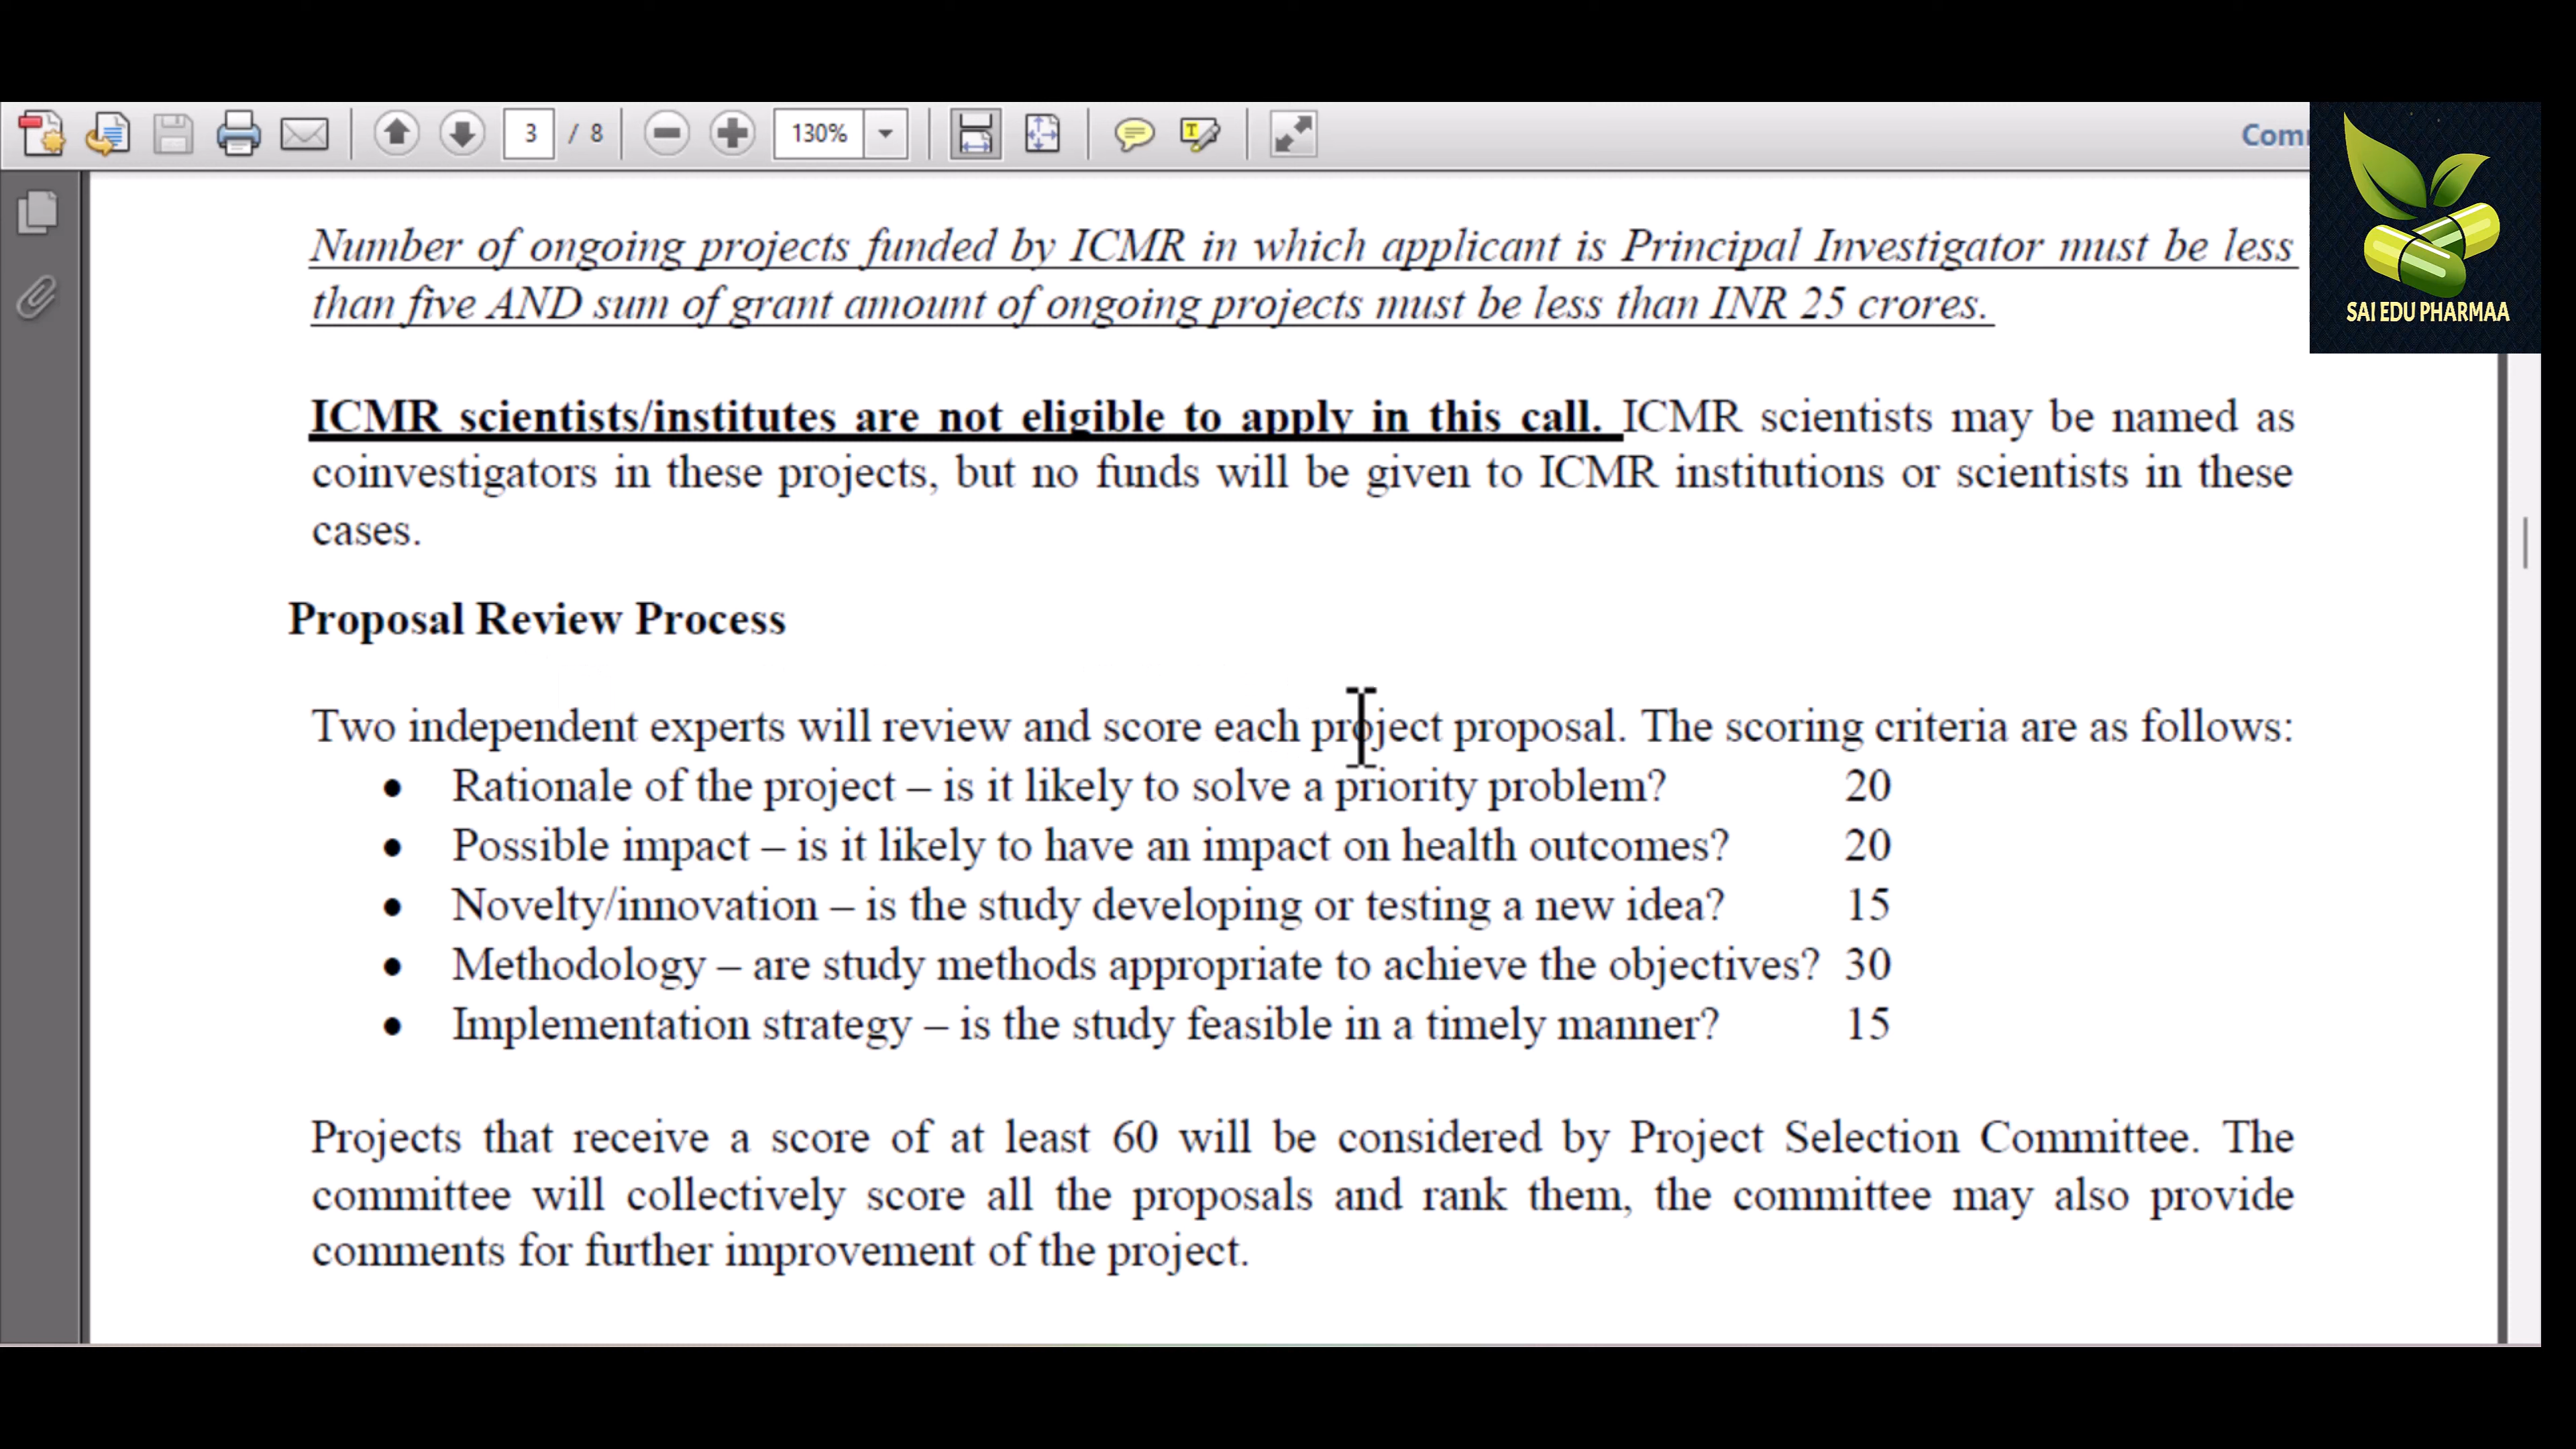 3 / 8 130% Com
SAI EDU PHARMAA
Number of ongoing projects funded by ICMR in which applicant is Principal Investigator must be less
than five AND sum of grant amount of ongoing projects must be less than INR 25 crores.
ICMR scientists/institutes are not eligible to apply in this call. ICMR scientists may be named as
coinvestigators in these projects, but no funds will be given to ICMR institutions or scientists in these
cases.
Proposal Review Process
Two independent experts will review and score each project proposal. The scoring criteria are as follows:
● Rationale of the project – is it likely to solve a priority problem? 20
● Possible impact – is it likely to have an impact on health outcomes? 20
● Novelty/innovation – is the study developing or testing a new idea? 15
● Methodology – are study methods appropriate to achieve the objectives? 30
● Implementation strategy – is the study feasible in a timely manner? 15
Projects that receive a score of at least 60 will be considered by Project Selection Committee. The
committee will collectively score all the proposals and rank them, the committee may also provide
comments for further improvement of the project.